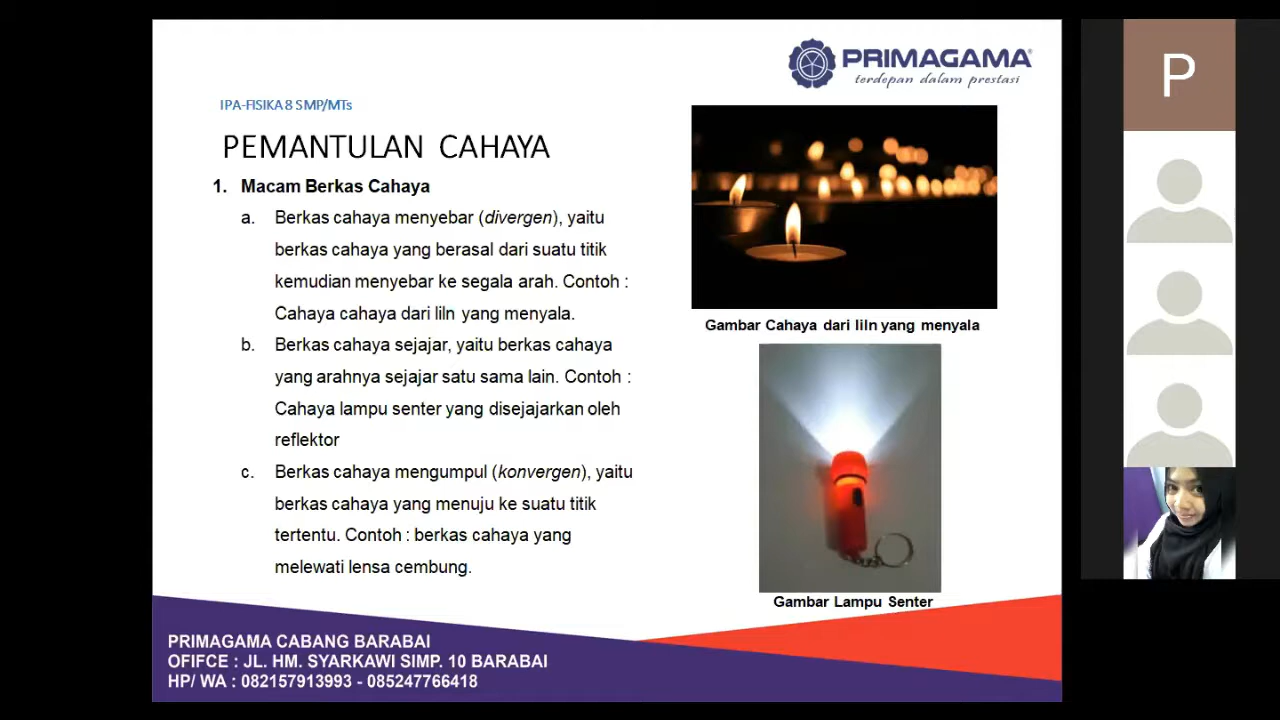 PRIMAGAMA
terdepan dalam prestasi
P
IPA-FISIKA 8 SMP/MTs
PEMANTULAN CAHAYA
1. Macam Berkas Cahaya
a. Berkas cahaya menyebar (divergen), yaitu
berkas cahaya yang berasal dari suatu titik
kemudian menyebar ke segala arah. Contoh :
Cahaya cahaya dari liln yang menyala.
b. Berkas cahaya sejajar, yaitu berkas cahaya
yang arahnya sejajar satu sama lain. Contoh :
Cahaya lampu senter yang disejajarkan oleh
reflektor
c. Berkas cahaya mengumpul (konvergen), yaitu
berkas cahaya yang menuju ke suatu titik
tertentu. Contoh : berkas cahaya yang
melewati lensa cembung.
Gambar Cahaya dari liln yang menyala
Gambar Lampu Senter
PRIMAGAMA CABANG BARABAI
OFIFCE : JL. HM. SYARKAWI SIMP. 10 BARABAI
HP/ WA : 082157913993 - 085247766418